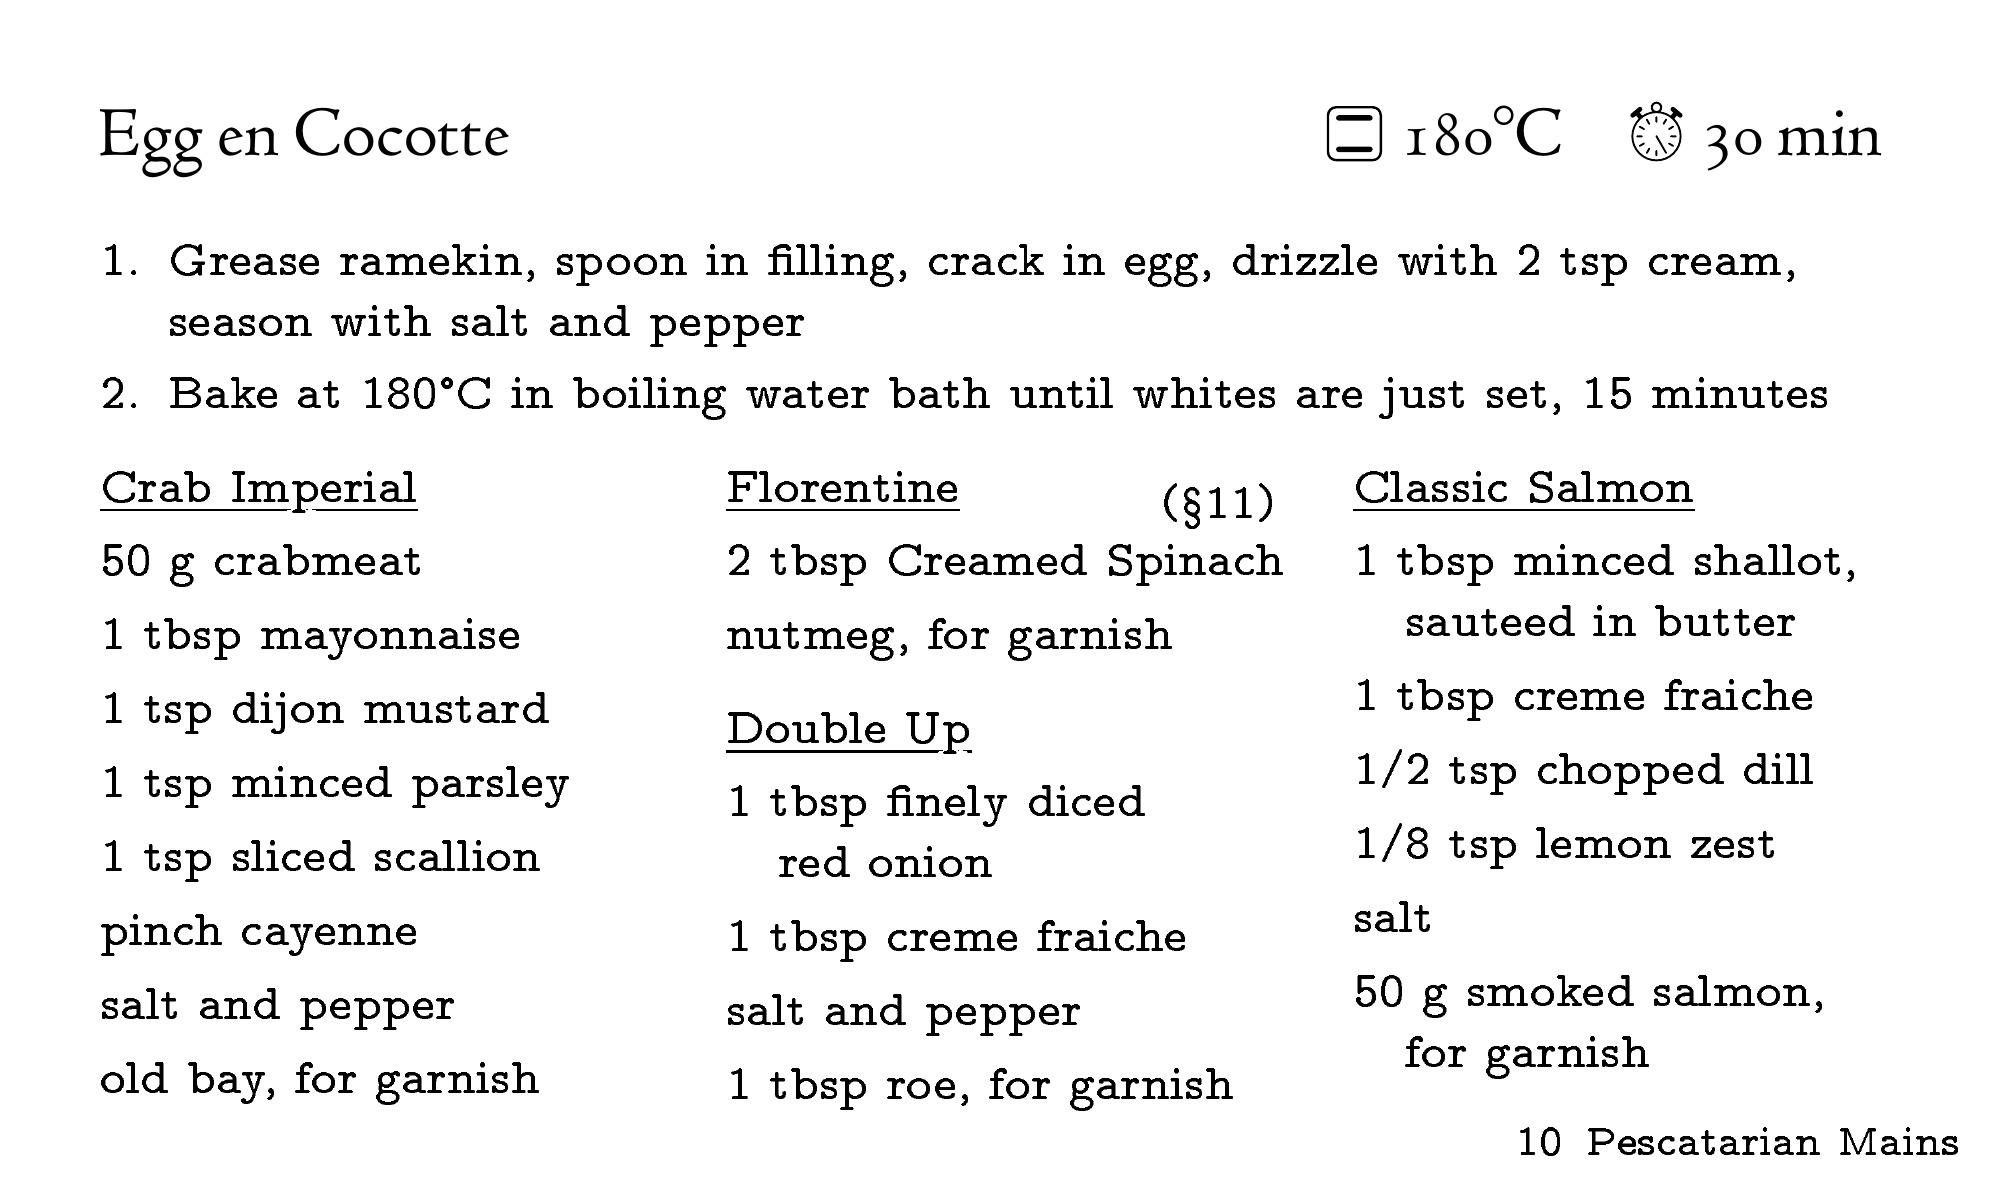 Egg en Cocotte
180°C 30 min
1. Grease ramekin, spoon in filling, crack in egg, drizzle with 2 tsp cream,
season with salt and pepper
2. Bake at 180°C in boiling water bath until whites are just set, 15 minutes
Crab Imperial
50 g crabmeat
1 tbsp mayonnaise
1 tsp dijon mustard
1 tsp minced parsley
1 tsp sliced scallion
pinch cayenne
salt and pepper
old bay, for garnish
Florentine (§11)
2 tbsp Creamed Spinach
nutmeg, for garnish
Double Up
1 tbsp finely diced
red onion
1 tbsp creme fraiche
salt and pepper
1 tbsp roe, for garnish
Classic Salmon
1 tbsp minced shallot,
sauteed in butter
1 tbsp creme fraiche
1/2 tsp chopped dill
1/8 tsp lemon zest
salt
50 g smoked salmon,
for garnish
10 Pescatarian Mains